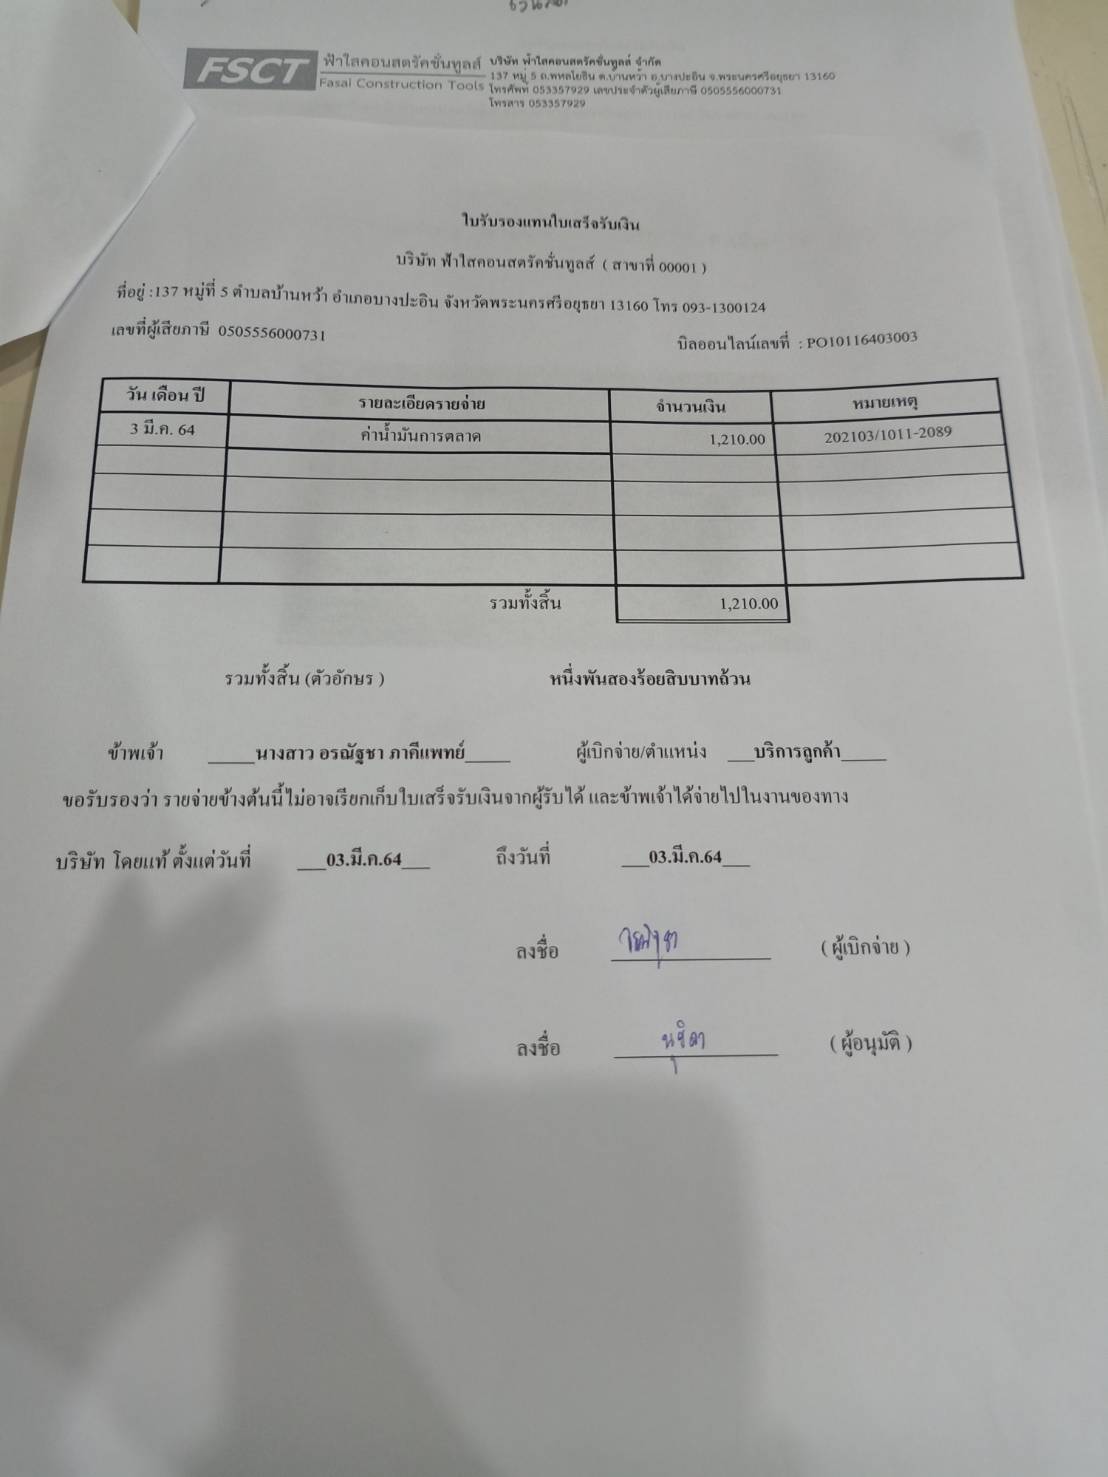 FSCT ฟ้าใสคอนสตรัคชั่นทูลส์
Fasai Construction Tools
บริษัท ฟ้าใสคอนสตรัคชั่นทูลส์ จำกัด
137 หมู่ 5 ถ.พหลโยธิน ต.บ้านหว้า อ.บางปะอิน จ.พระนครศรีอยุธยา 13160
โทรศัพท์ 053357929 เลขประจำตัวผู้เสียภาษี 0505556000731
โทรสาร 053357929
ใบรับรองแทนใบเสร็จรับเงิน
บริษัท ฟ้าใสคอนสตรัคชั่นทูลส์ ( สาขาที่ 00001 )
ที่อยู่ :137 หมู่ที่ 5 ตำบลบ้านหว้า อำเภอบางปะอิน จังหวัดพระนครศรีอยุธยา 13160 โทร 093-1300124
เลขที่ผู้เสียภาษี 0505556000731 บิลออนไลน์เลขที่ : PO10116403003
วัน เดือน ปี รายละเอียดรายจ่าย จำนวนเงิน หมายเหตุ
3 มี.ค. 64 ค่าน้ำมันการตลาด 1,210.00 202103/1011-2089
รวมทั้งสิ้น 1,210.00
รวมทั้งสิ้น (ตัวอักษร ) หนึ่งพันสองร้อยสิบบาทถ้วน
ข้าพเจ้า ____นางสาว อรณัฐชา ภาคีแพทย์____ ผู้เบิกจ่าย/ตำแหน่ง ___บริการลูกค้า____
ขอรับรองว่า รายจ่ายข้างต้นนี้ไม่อาจเรียกเก็บใบเสร็จรับเงินจากผู้รับได้ และข้าพเจ้าได้จ่ายไปในงานของทาง
บริษัท โดยแท้ ตั้งแต่วันที่ ___03.มี.ค.64___ ถึงวันที่ ___03.มี.ค.64___
ลงชื่อ ( ผู้เบิกจ่าย )
ลงชื่อ ( ผู้อนุมัติ )